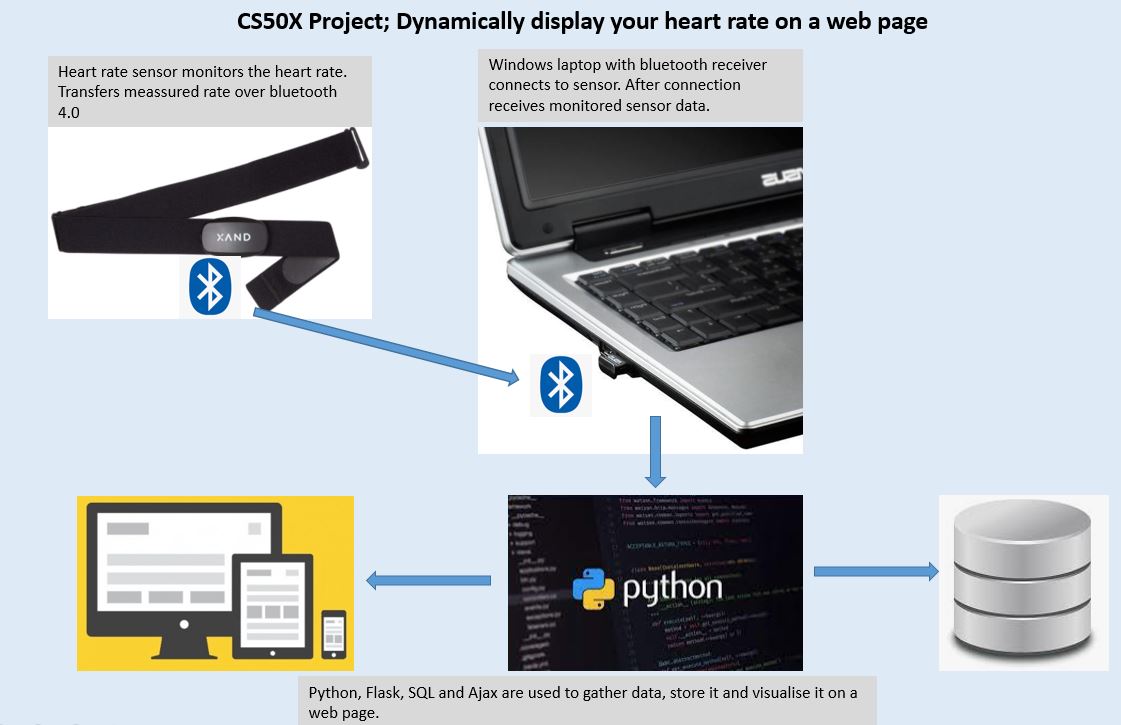 CS50X Project; Dynamically display your heart rate on a web page
Heart rate sensor monitors the heart rate.
Transfers meassured rate over bluetooth
4.0
Windows laptop with bluetooth receiver
connects to sensor. After connection
receives monitored sensor data.
XAND
python
Python, Flask, SQL and Ajax are used to gather data, store it and visualise it on a
web page.